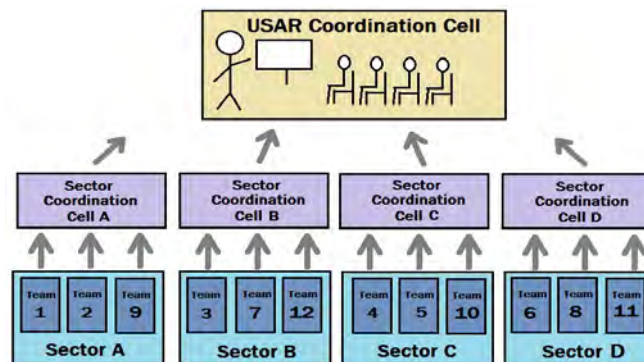 USAR Coordination Cell
Sector
Coordination
Cell A
Sector
Coordination
Cell B
Sector
Coordination
Cell C
Sector
Coordination
Cell D
Team
1
Team
2
Team
9
Sector A
Team
3
Team
7
Team
12
Sector B
Team
4
Team
5
Team
10
Sector C
Team
6
Team
8
Team
11
Sector D